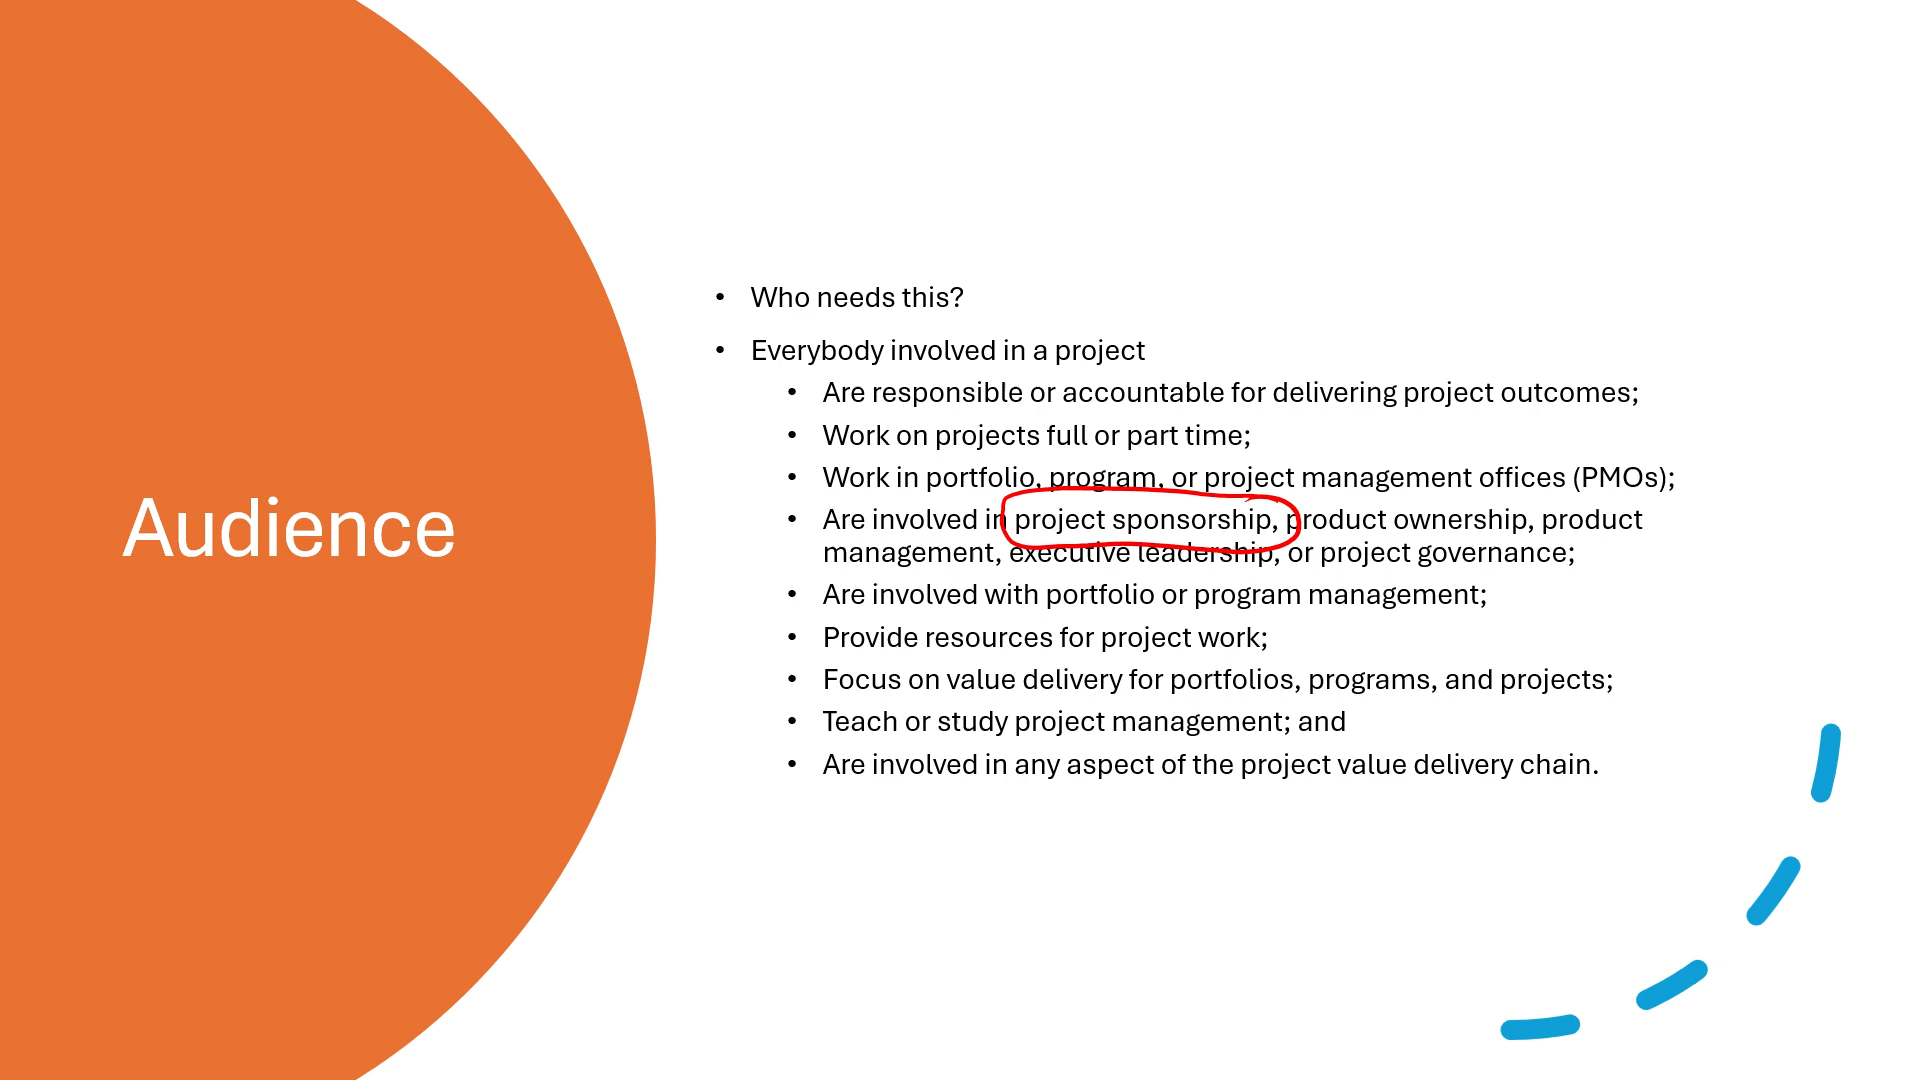 Audience
• Who needs this?
• Everybody involved in a project
• Are responsible or accountable for delivering project outcomes;
• Work on projects full or part time;
• Work in portfolio, program, or project management offices (PMOs);
• Are involved in project sponsorship, product ownership, product
management, executive leadership, or project governance;
• Are involved with portfolio or program management;
• Provide resources for project work;
• Focus on value delivery for portfolios, programs, and projects;
• Teach or study project management; and
• Are involved in any aspect of the project value delivery chain.